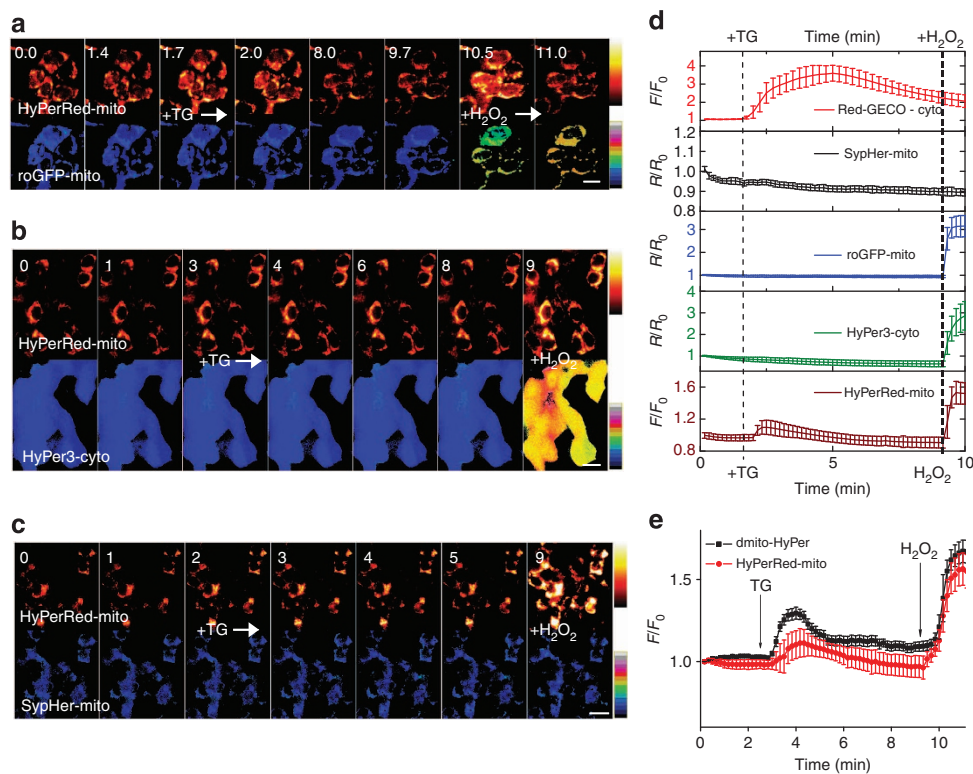 a
0.0 1.4 1.7 2.0 8.0 9.7 10.5 11.0
HyPerRed-mito
+TG
+H₂O₂
roGFP-mito
b
0 1 3 4 6 8 9
HyPerRed-mito
+TG
+H₂O₂
HyPer3-cyto
c
0 1 2 3 4 5 9
HyPerRed-mito
+TG
+H₂O₂
SypHer-mito
d
+TG
Time (min)
+H₂O₂
0 5 10
F/F₀
4
3
2
1
Red-GECO - cyto
R/R₀
1.2
1.1
1.0
0.9
0.8
SypHer-mito
R/R₀
3
2
1
roGFP-mito
R/R₀
4
3
2
1
HyPer3-cyto
F/F₀
1.6
1.2
0.8
HyPerRed-mito
0 5 10
+TG
H₂O₂
Time (min)
e
dmito-HyPer
HyPerRed-mito
TG
H₂O₂
F/F₀
1.5
1.0
0 2 4 6 8 10
Time (min)